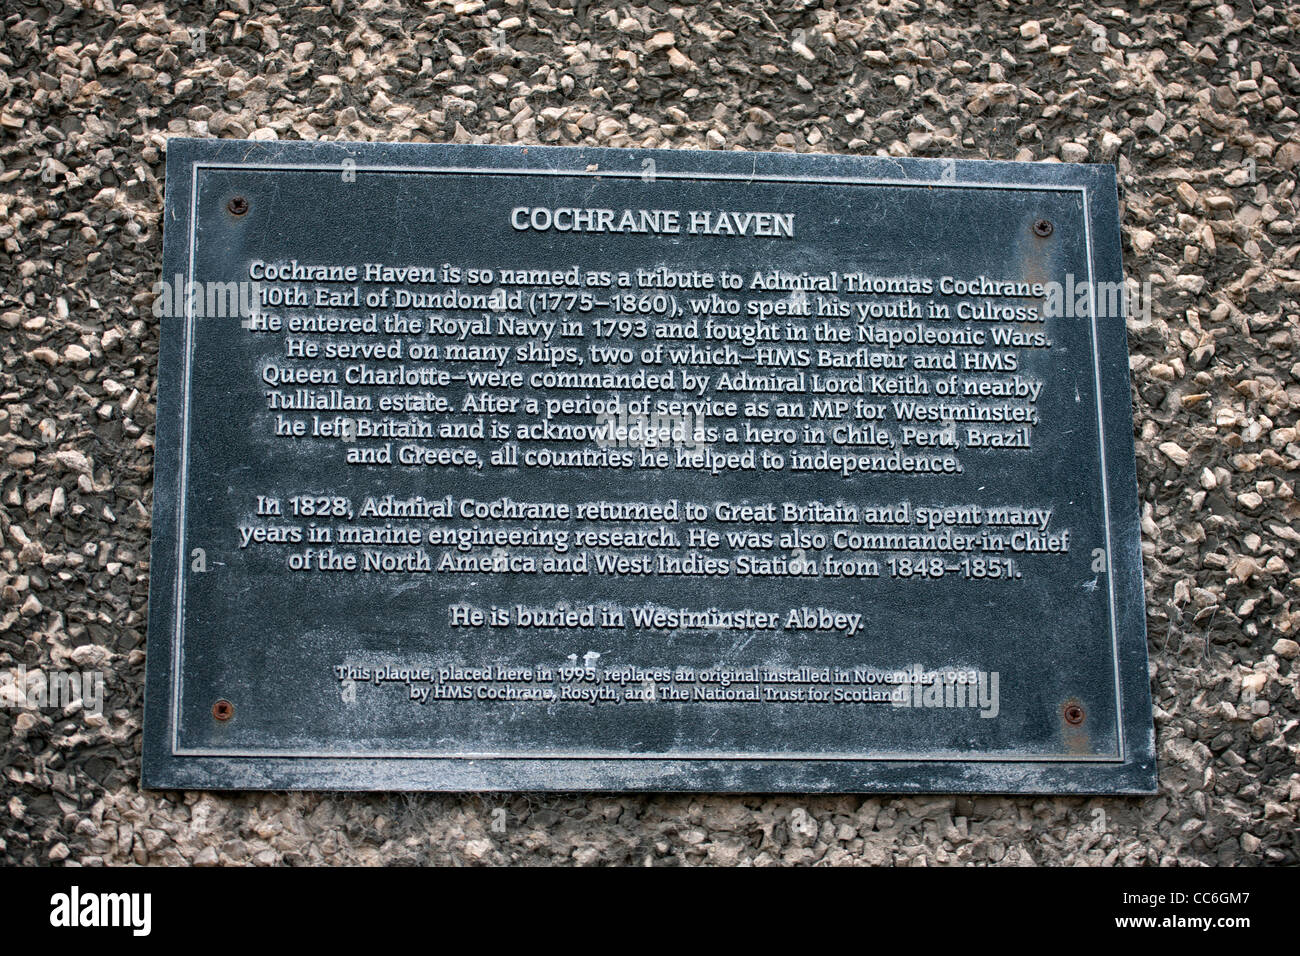 COCHRANE HAVEN
Cochrane Haven is so named as a tribute to Admiral Thomas Cochrane,
10th Earl of Dundonald (1775–1860), who spent his youth in Culross.
He entered the Royal Navy in 1793 and fought in the Napoleonic Wars.
He served on many ships, two of which–HMS Barfleur and HMS
Queen Charlotte–were commanded by Admiral Lord Keith of nearby
Tulliallan estate. After a period of service as an MP for Westminster,
he left Britain and is acknowledged as a hero in Chile, Peru, Brazil
and Greece, all countries he helped to independence.
In 1828, Admiral Cochrane returned to Great Britain and spent many
years in marine engineering research. He was also Commander-in-Chief
of the North America and West Indies Station from 1848–1851.
He is buried in Westminster Abbey.
This plaque, placed here in 1995, replaces an original installed in November 1983
by HMS Cochrane, Rosyth, and The National Trust for Scotland.
a alamy
a
alamy
Image ID: CC6GM7
www.alamy.com